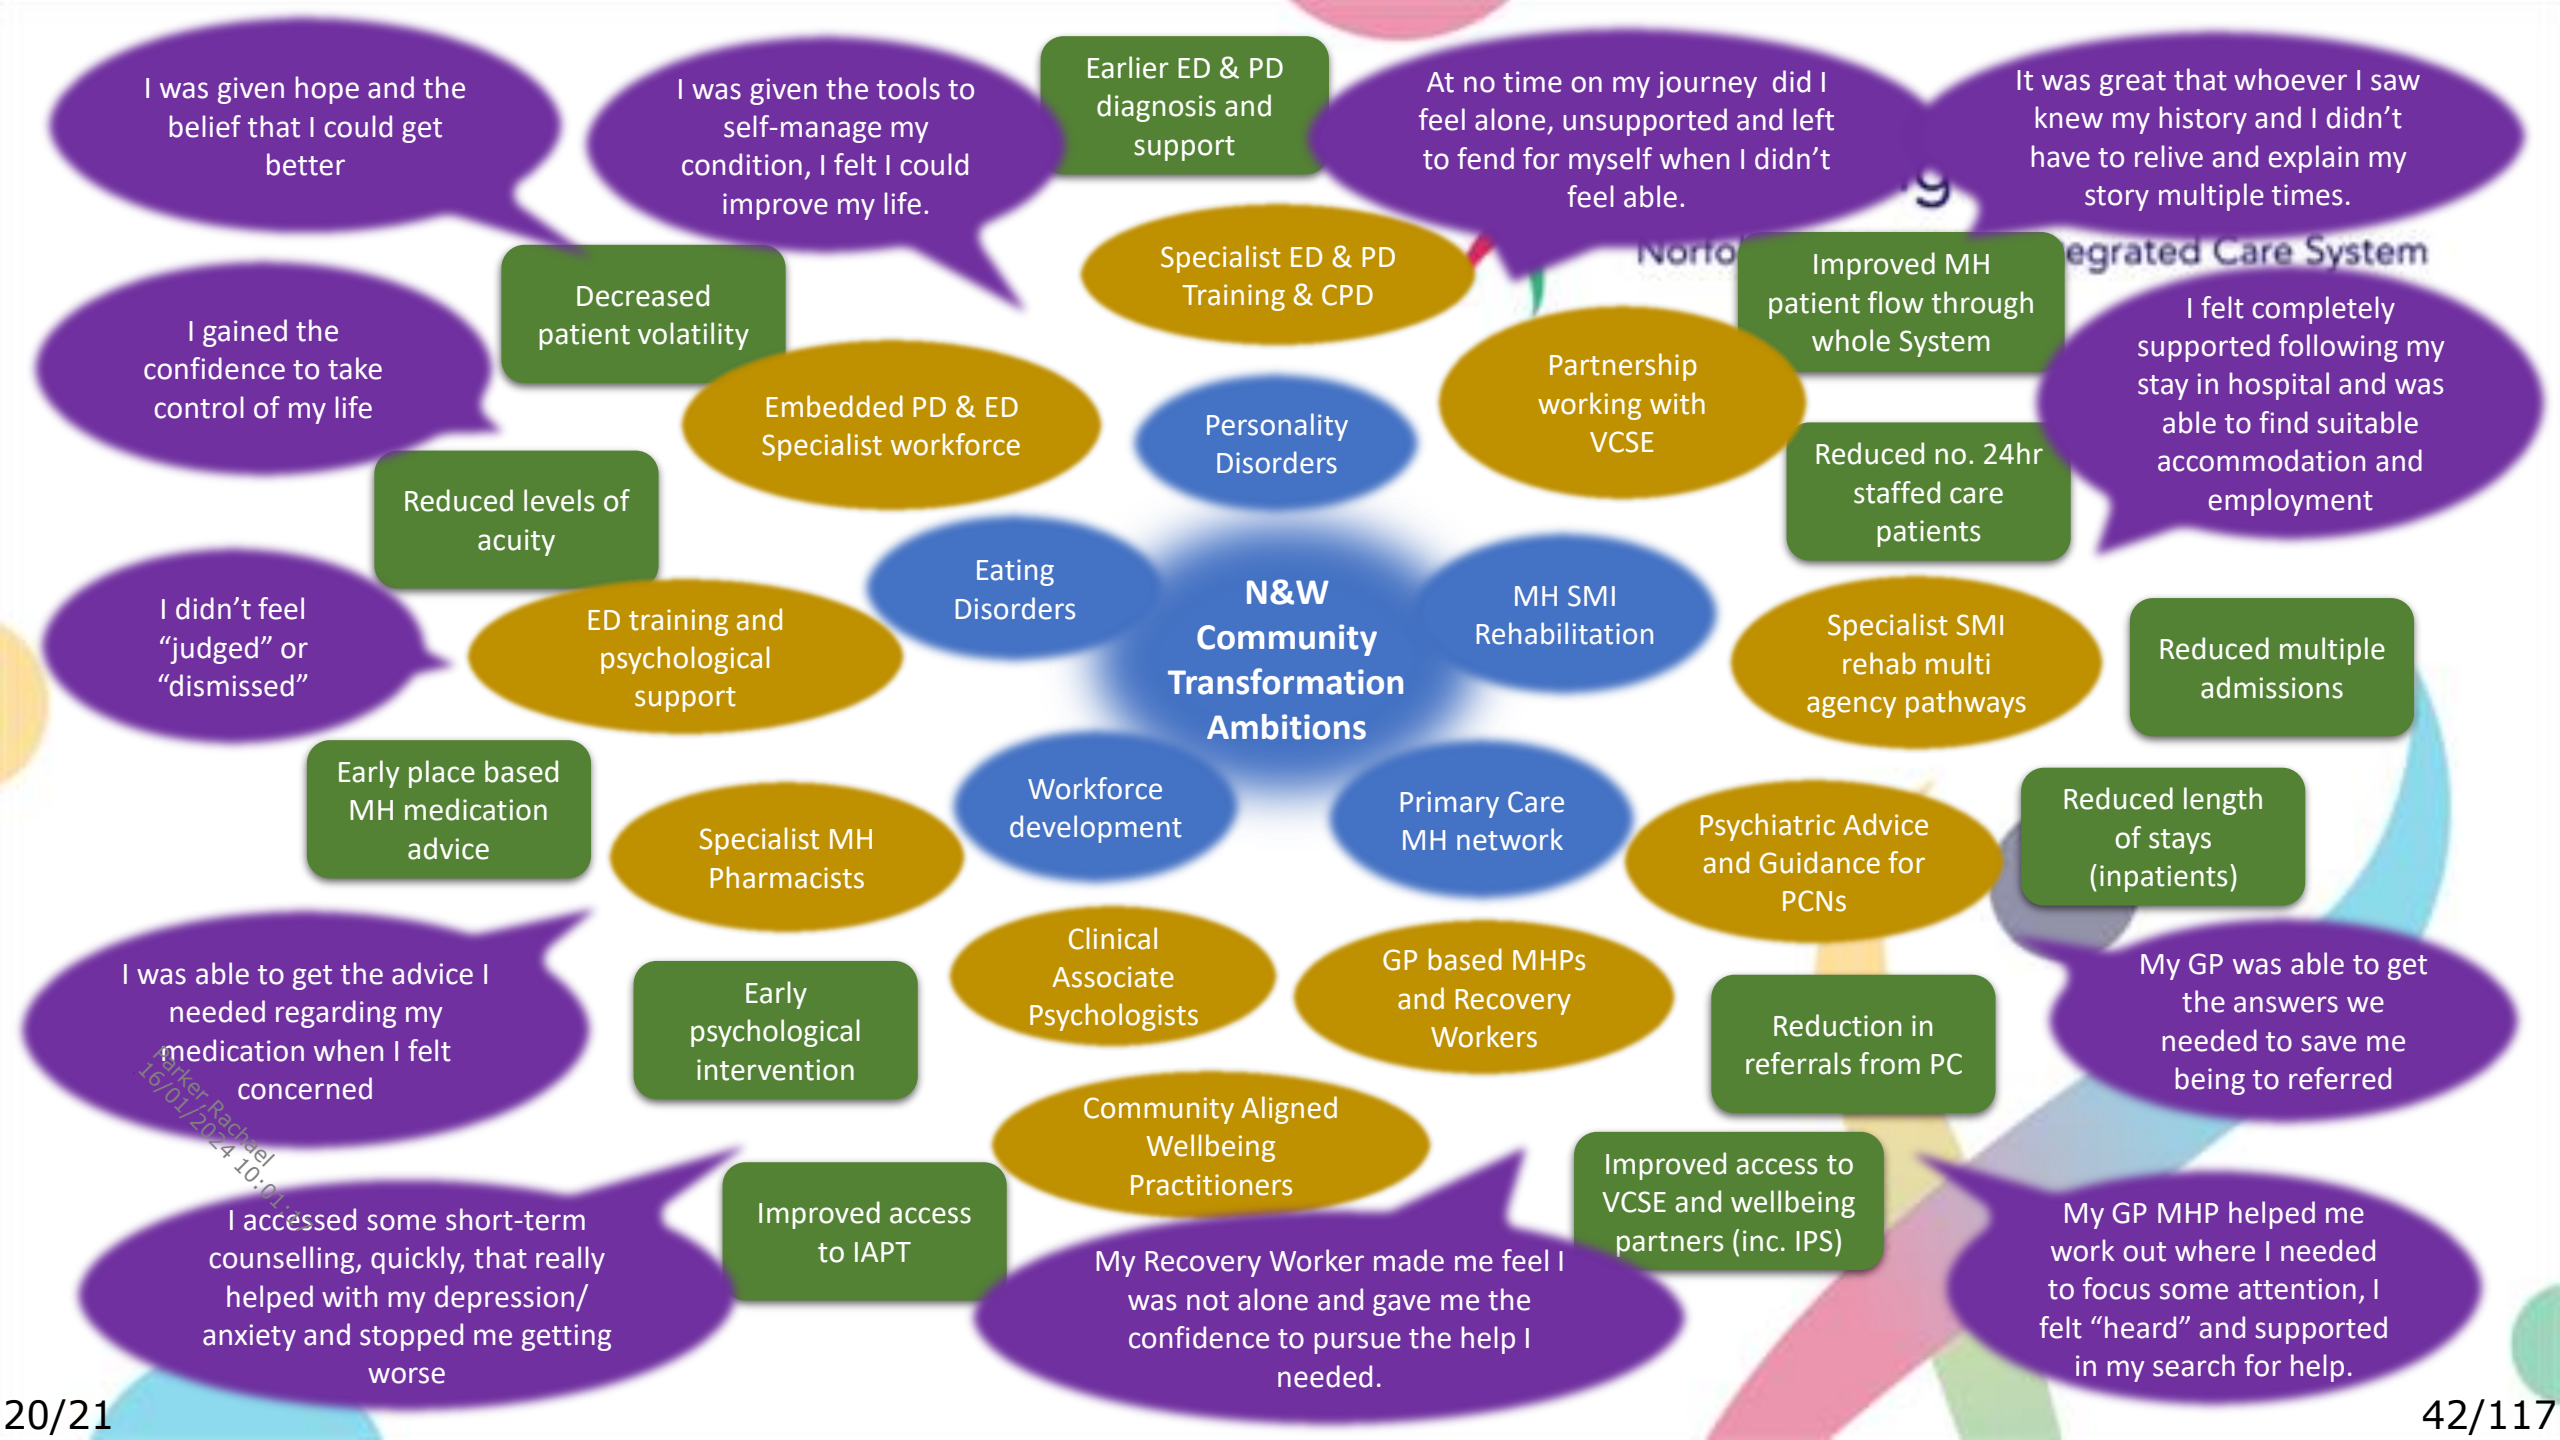 I was given hope and the
belief that I could get
better
I was given the tools to
self-manage my
condition, I felt I could
improve my life.
Earlier ED & PD
diagnosis and
support
At no time on my journey did I
feel alone, unsupported and left
to fend for myself when I didn’t
feel able.
It was great that whoever I saw
knew my history and I didn’t
have to relive and explain my
story multiple times.
egrated Care System
Specialist ED & PD
Training & CPD
Improved MH
patient flow through
whole System
Decreased
patient volatility
I gained the
confidence to take
control of my life
I felt completely
supported following my
stay in hospital and was
able to find suitable
accommodation and
employment
Partnership
working with
VCSE
Embedded PD & ED
Specialist workforce
Personality
Disorders
Reduced no. 24hr
staffed care
patients
Reduced levels of
acuity
Eating
Disorders
N&W
Community
Transformation
Ambitions
MH SMI
Rehabilitation
I didn’t feel
“judged” or
“dismissed”
ED training and
psychological
support
Specialist SMI
rehab multi
agency pathways
Reduced multiple
admissions
Early place based
MH medication
advice
Specialist MH
Pharmacists
Workforce
development
Primary Care
MH network
Psychiatric Advice
and Guidance for
PCNs
Reduced length
of stays
(inpatients)
I was able to get the advice I
needed regarding my
medication when I felt
concerned
Early
psychological
intervention
Clinical
Associate
Psychologists
GP based MHPs
and Recovery
Workers
Reduction in
referrals from PC
My GP was able to get
the answers we
needed to save me
being to referred
Parker,Rachael
16/01/2024 10:01:
Community Aligned
Wellbeing
Practitioners
I accessed some short-term
counselling, quickly, that really
helped with my depression/
anxiety and stopped me getting
worse
Improved access
to IAPT
My Recovery Worker made me feel I
was not alone and gave me the
confidence to pursue the help I
needed.
Improved access to
VCSE and wellbeing
partners (inc. IPS)
My GP MHP helped me
work out where I needed
to focus some attention, I
felt “heard” and supported
in my search for help.
20/21
42/117